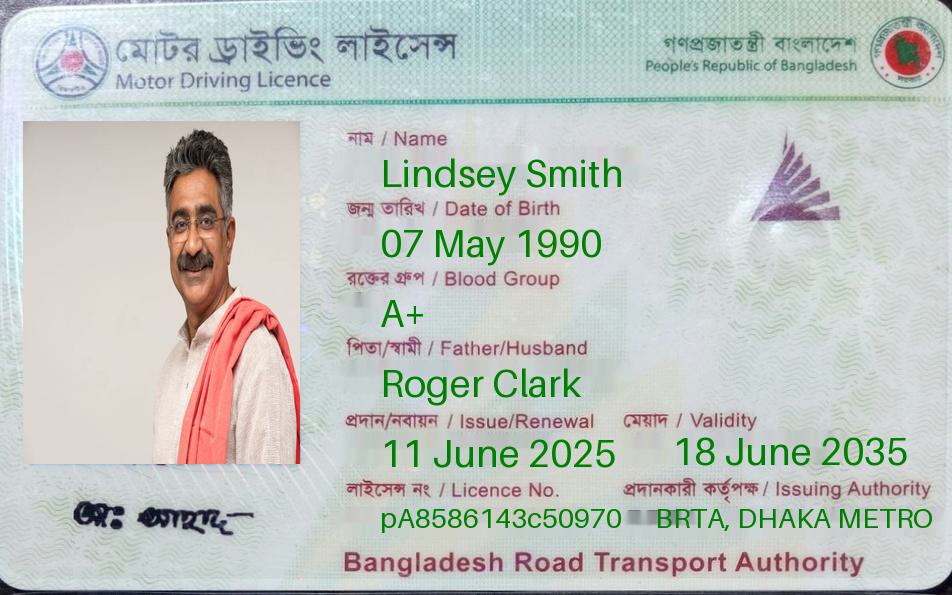 মোটর ড্রাইভিং লাইসেন্স
Motor Driving Licence
গণপ্রজাতন্ত্রী বাংলাদেশ
People's Republic of Bangladesh
নাম / Name
Lindsey Smith
জন্ম তারিখ / Date of Birth
07 May 1990
রক্তের গ্রুপ / Blood Group
A+
পিতা/স্বামী / Father/Husband
Roger Clark
প্রদান/নবায়ন / Issue/Renewal মেয়াদ / Validity
11 June 2025 18 June 2035
লাইসেন্স নং / Licence No. প্রদানকারী কর্তৃপক্ষ / Issuing Authority
pA8586143c50970 BRTA, DHAKA METRO
Bangladesh Road Transport Authority